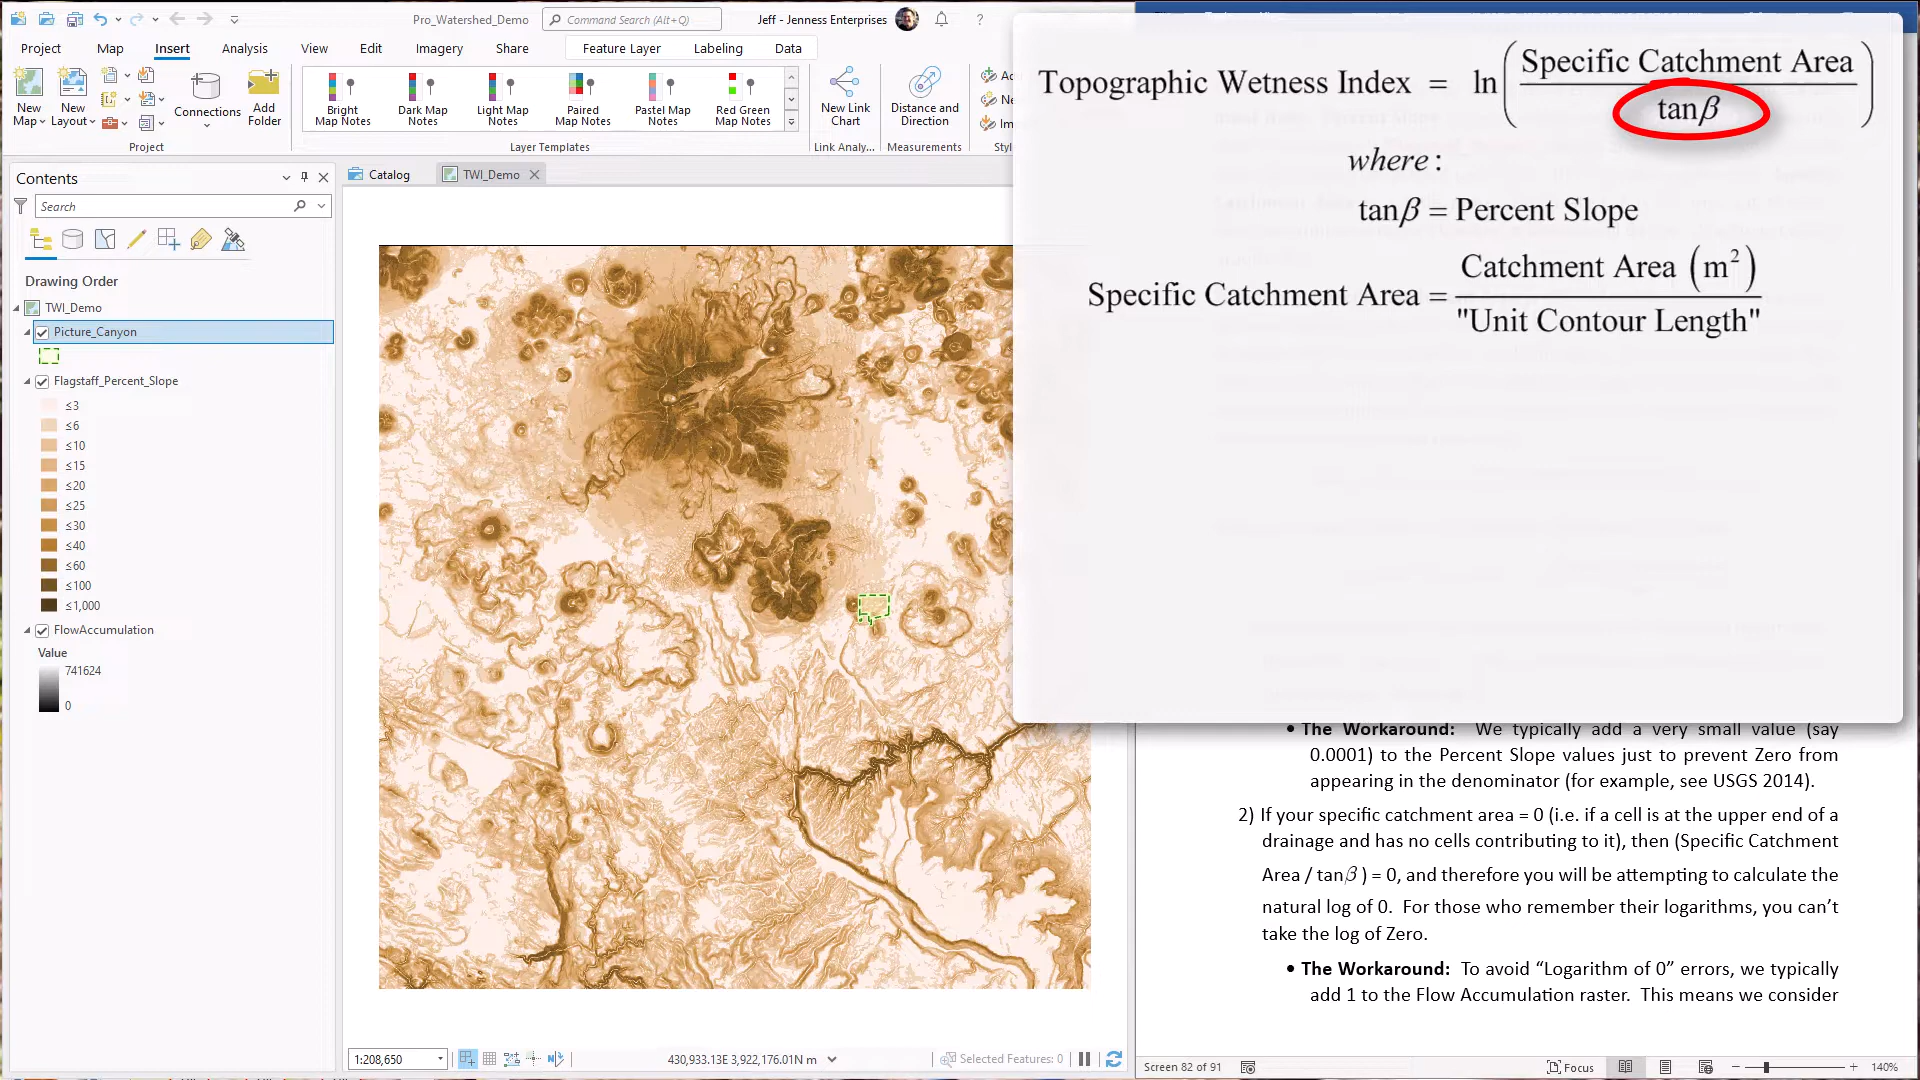 Pro_Watershed_Demo
Command Search (Alt+Q)
Jeff - Jenness Enterprises
?
Project Map Insert Analysis View Edit Imagery Share Feature Layer Labeling Data
New Map
New Layout
Connections
Add Folder
Project
Bright Map Notes
Dark Map Notes
Light Map Notes
Paired Map Notes
Pastel Map Notes
Red Green Map Notes
Layer Templates
New Link Chart
Link Analy...
Distance and Direction
Measurements
Contents
Search
Drawing Order
TWI_Demo
Picture_Canyon
Flagstaff_Percent_Slope
≤3
≤6
≤10
≤15
≤20
≤25
≤30
≤40
≤60
≤100
≤1,000
FlowAccumulation
Value
741624
0
Catalog
TWI_Demo
1:208,650
430,933.13E 3,922,176.01N m
Selected Features: 0
Topographic Wetness Index = ln(Specific Catchment Area / tanβ)
where:
tanβ = Percent Slope
Specific Catchment Area = Catchment Area (m²) / "Unit Contour Length"
• The Workaround: We typically add a very small value (say
0.0001) to the Percent Slope values just to prevent Zero from
appearing in the denominator (for example, see USGS 2014).
2) If your specific catchment area = 0 (i.e. if a cell is at the upper end of a
drainage and has no cells contributing to it), then (Specific Catchment
Area / tanβ) = 0, and therefore you will be attempting to calculate the
natural log of 0. For those who remember their logarithms, you can't
take the log of Zero.
• The Workaround: To avoid “Logarithm of 0” errors, we typically
add 1 to the Flow Accumulation raster. This means we consider
Screen 82 of 91
Focus
140%